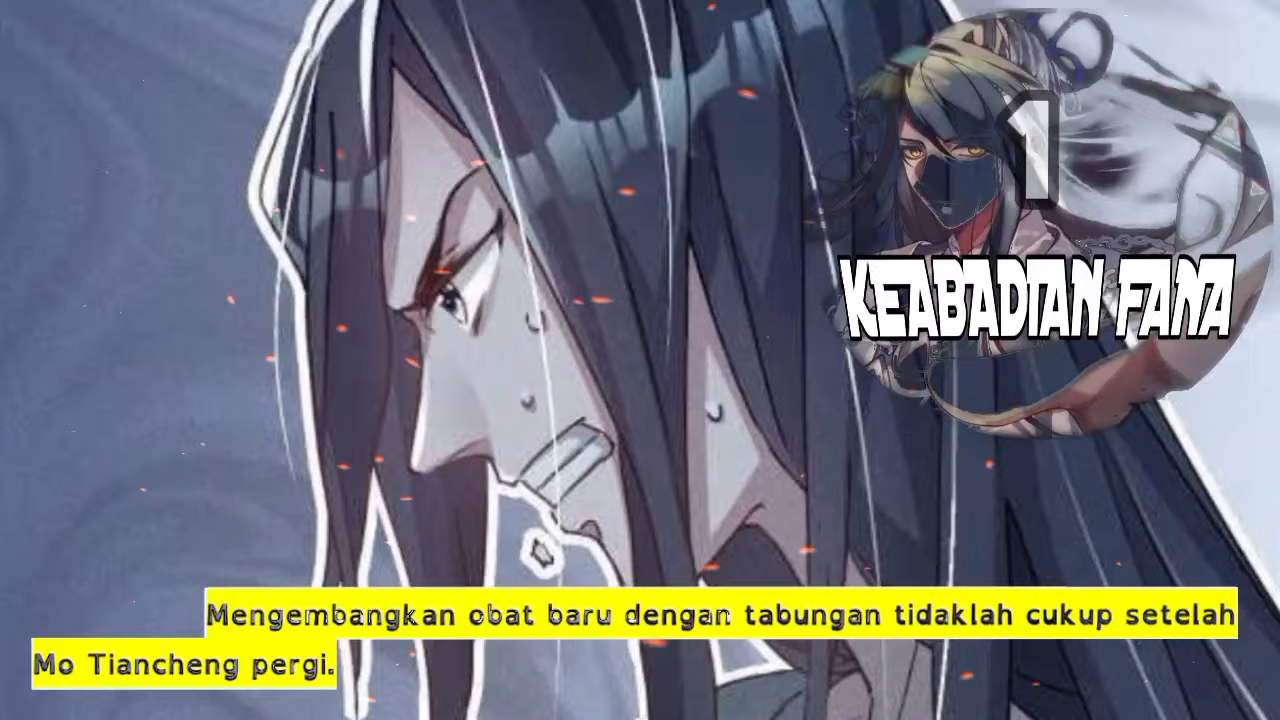 1
KEABADIAN FANA
Mengembangkan obat baru dengan tabungan tidaklah cukup setelah
Mo Tiancheng pergi.